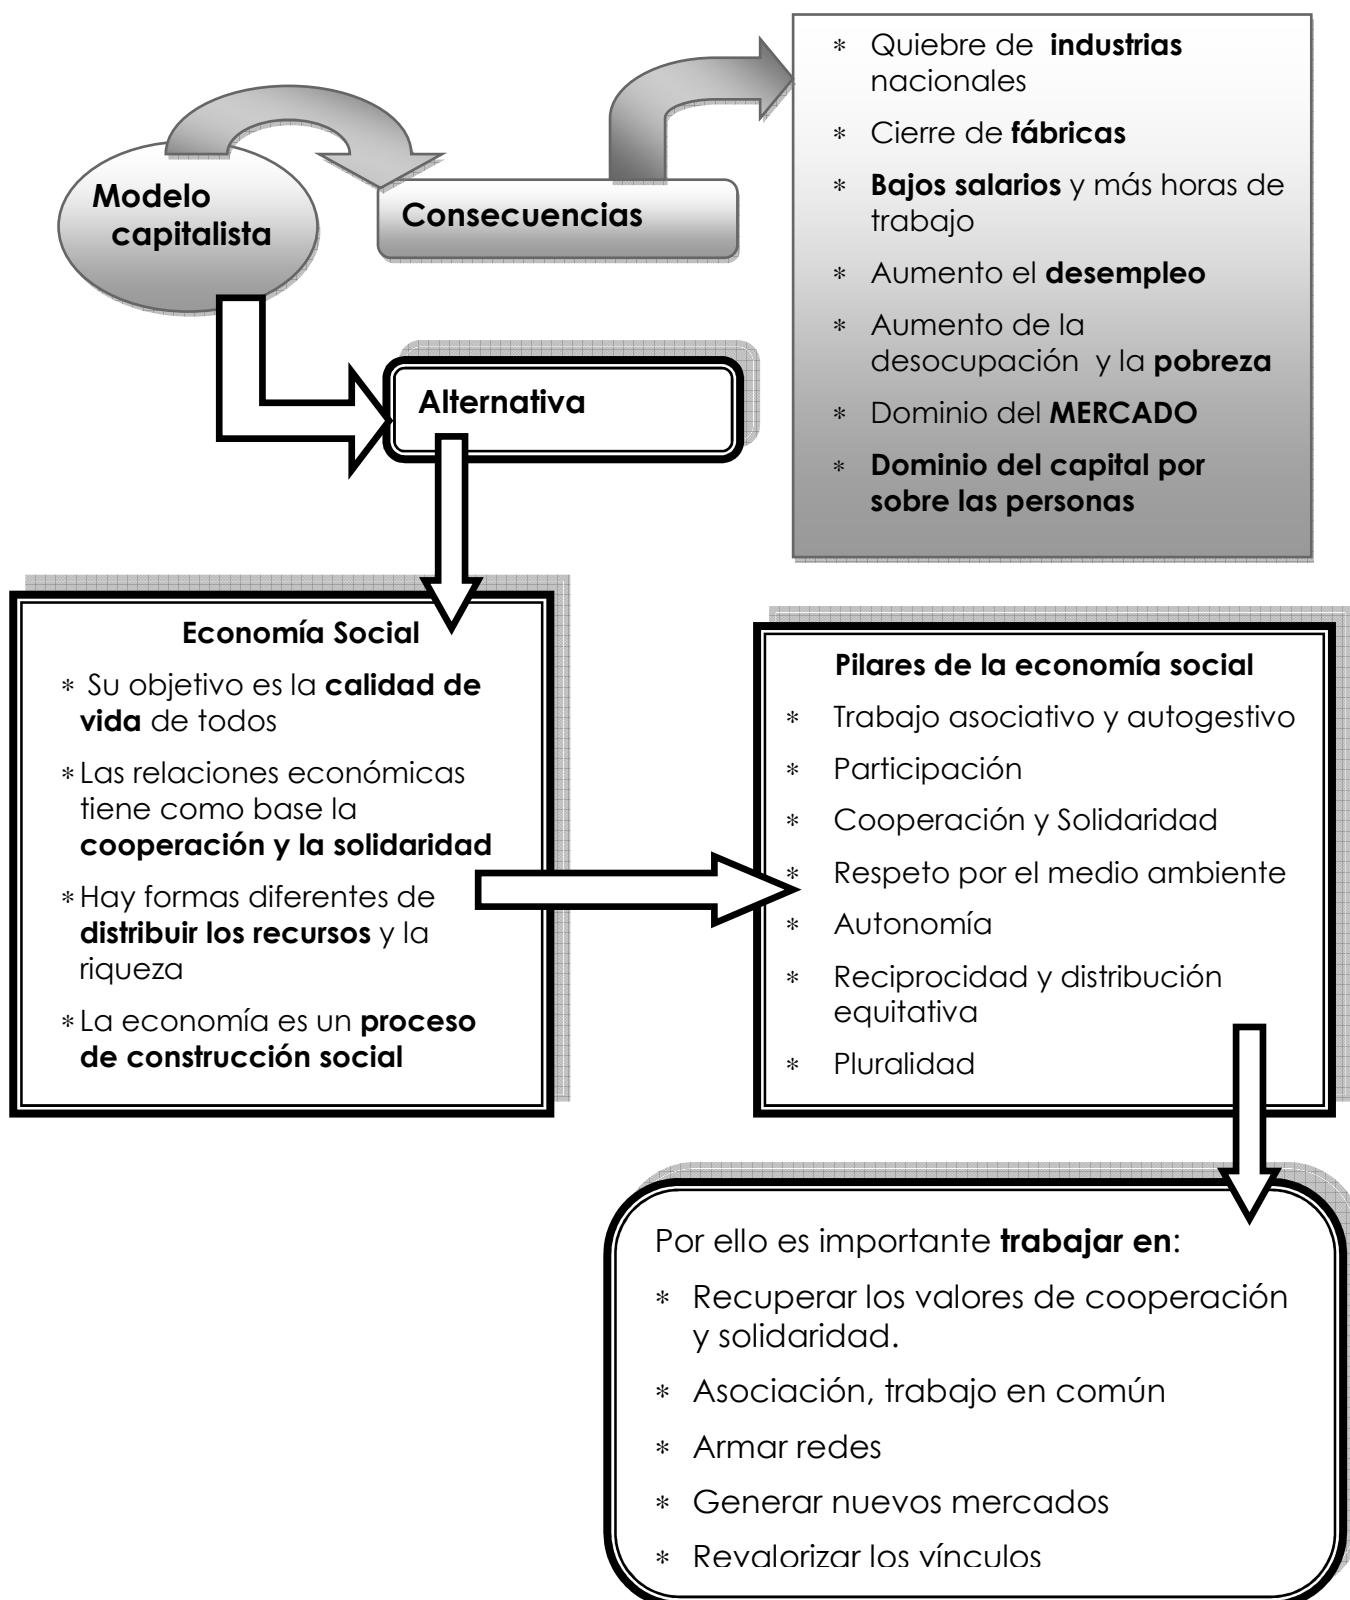 Modelo
capitalista
Consecuencias
* Quiebre de industrias
nacionales
* Cierre de fábricas
* Bajos salarios y más horas de
trabajo
* Aumento el desempleo
* Aumento de la
desocupación y la pobreza
* Dominio del MERCADO
* Dominio del capital por
sobre las personas
Alternativa
Economía Social
* Su objetivo es la calidad de
vida de todos
* Las relaciones económicas
tiene como base la
cooperación y la solidaridad
* Hay formas diferentes de
distribuir los recursos y la
riqueza
* La economía es un proceso
de construcción social
Pilares de la economía social
* Trabajo asociativo y autogestivo
* Participación
* Cooperación y Solidaridad
* Respeto por el medio ambiente
* Autonomía
* Reciprocidad y distribución
equitativa
* Pluralidad
Por ello es importante trabajar en:
* Recuperar los valores de cooperación
y solidaridad.
* Asociación, trabajo en común
* Armar redes
* Generar nuevos mercados
* Revalorizar los vínculos